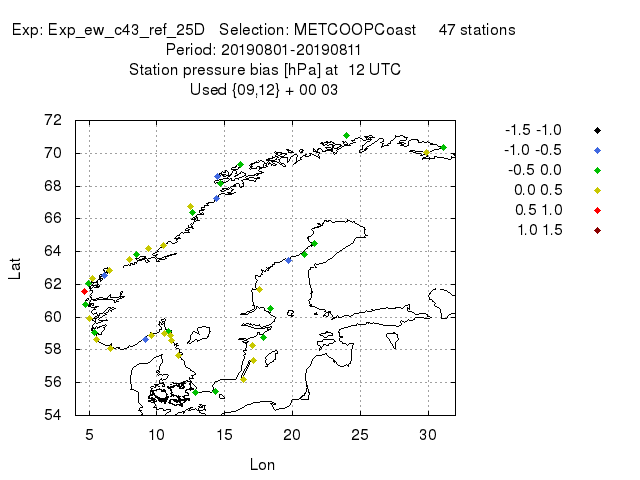 Exp: Exp_ew_c43_ref_25D   Selection: METCOOPCoast     47 stations
Period: 20190801-20190811
Station pressure bias [hPa] at  12 UTC
Used {09,12} + 00 03
72
70
68
66
64
62
60
58
56
54
Lat
5 10 15 20 25 30
Lon
-1.5 -1.0
-1.0 -0.5
-0.5 0.0
0.0 0.5
0.5 1.0
1.0 1.5